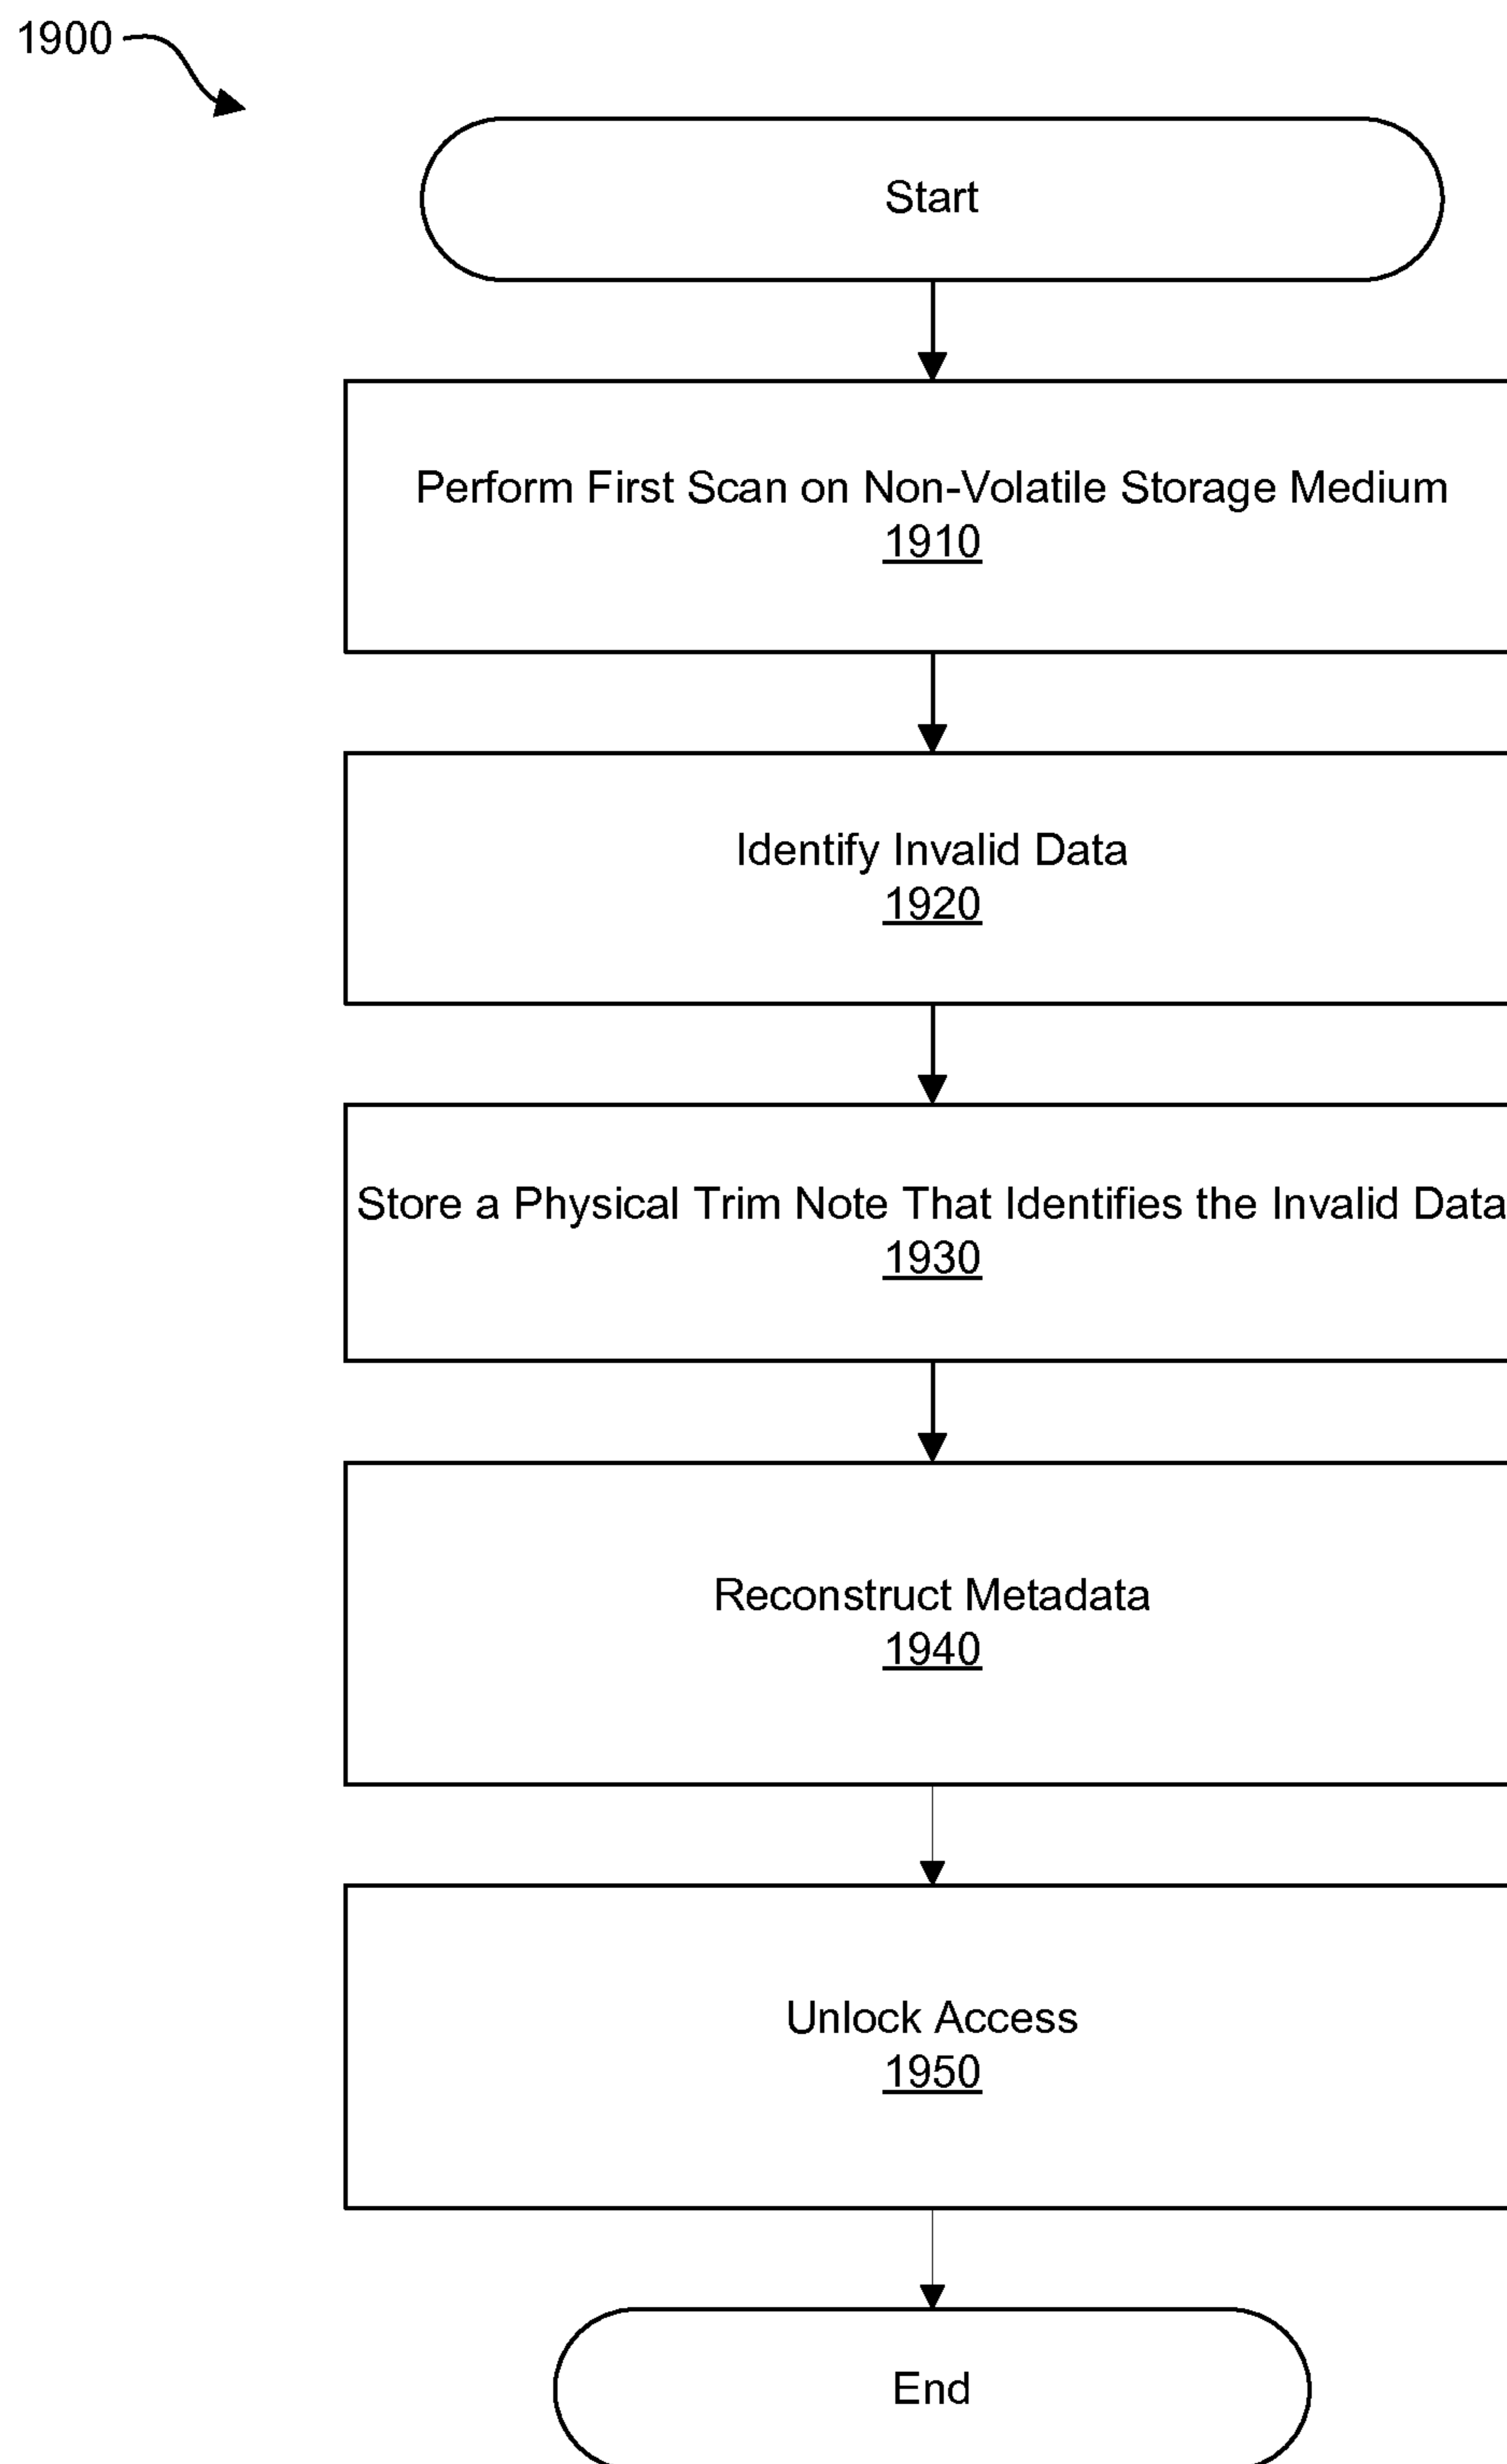 1900
Start
Perform First Scan on Non-Volatile Storage Medium
1910
Identify Invalid Data
1920
Store a Physical Trim Note That Identifies the Invalid Data
1930
Reconstruct Metadata
1940
Unlock Access
1950
End